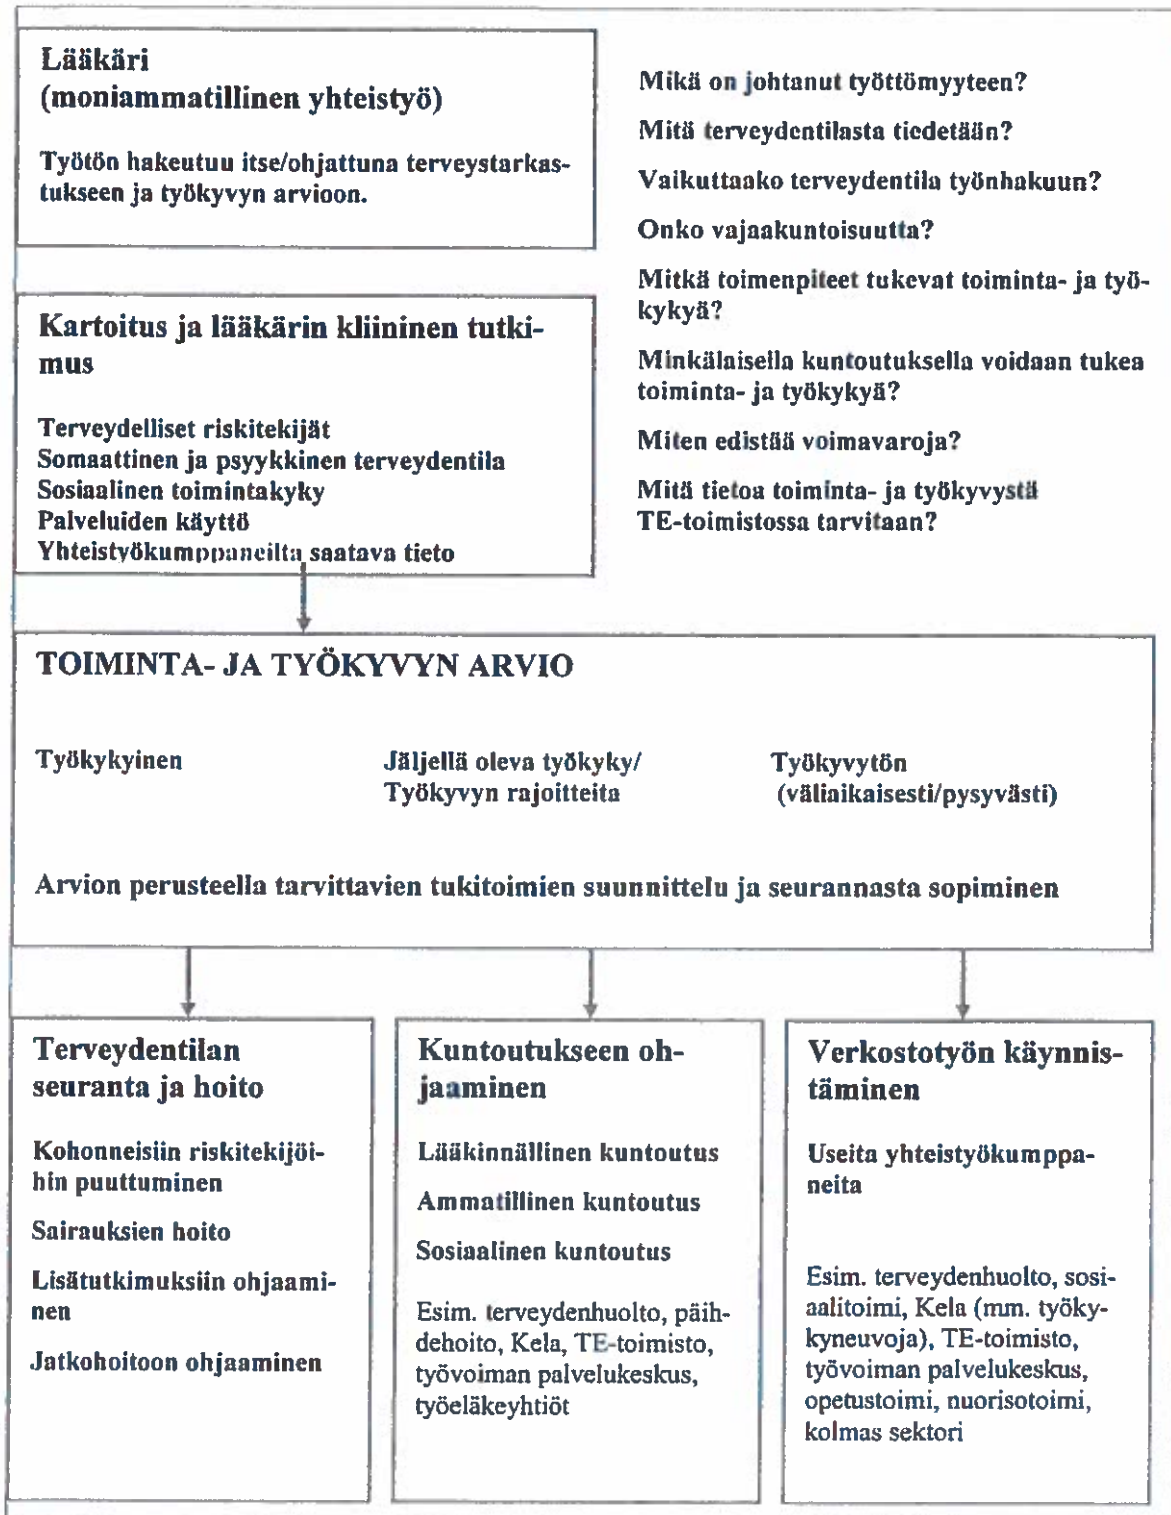 Lääkäri
(moniammatillinen yhteistyö)
Työtön hakeutuu itse/ohjattuna terveystarkas-
tukseen ja työkyvyn arvioon.
Mikä on johtanut työttömyyteen?
Mitä terveydentilasta tiedetään?
Vaikuttaako terveydentila työnhakuun?
Onko vajaakuntoisuutta?
Mitkä toimenpiteet tukevat toiminta- ja työ-
kykyä?
Minkälaisella kuntoutuksella voidaan tukea
toiminta- ja työkykyä?
Miten edistää voimavaroja?
Mitä tietoa toiminta- ja työkyvystä
TE-toimistossa tarvitaan?
Kartoitus ja lääkärin kliininen tutki-
mus
Terveydelliset riskitekijät
Somaattinen ja psyykkinen terveydentila
Sosiaalinen toimintakyky
Palveluiden käyttö
Yhteistyökumppaneilta saatava tieto
TOIMINTA- JA TYÖKYVYN ARVIO
Työkykyinen
Jäljellä oleva työkyky/
Työkyvyn rajoitteita
Työkyvytön
(väliaikaisesti/pysyvästi)
Arvion perusteella tarvittavien tukitoimien suunnittelu ja seurannasta sopiminen
Terveydentilan
seuranta ja hoito
Kohonneisiin riskitekijöi-
hin puuttuminen
Sairauksien hoito
Lisätutkimuksiin ohjaami-
nen
Jatkohoitoon ohjaaminen
Kuntoutukseen oh-
jaaminen
Lääkinnällinen kuntoutus
Ammatillinen kuntoutus
Sosiaalinen kuntoutus
Esim. terveydenhuolto, päih-
dehoito, Kela, TE-toimisto,
työvoiman palvelukeskus,
työeläkeyhtiöt
Verkostotyön käynnis-
täminen
Useita yhteistyökumppa-
neita
Esim. terveydenhuolto, sosi-
aalitoimi, Kela (mm. työky-
kyneuvoja), TE-toimisto,
työvoiman palvelukeskus,
opetustoimi, nuorisotoimi,
kolmas sektori